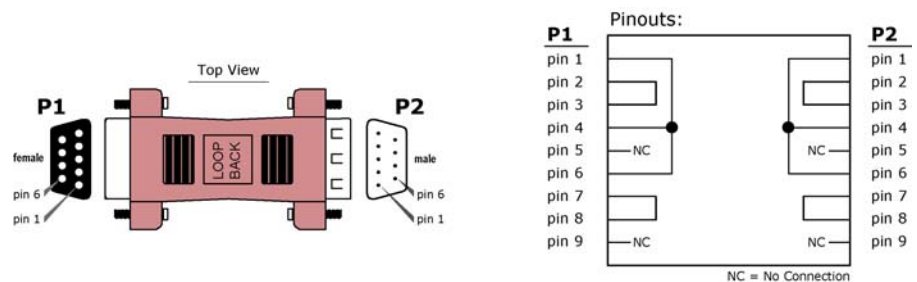 Top View
P1
P2
female
male
LOOP
BACK
pin 6
pin 1
pin 6
pin 1
Pinouts:
P1
P2
pin 1
pin 1
pin 2
pin 2
pin 3
pin 3
pin 4
pin 4
pin 5
NC
NC
pin 5
pin 6
pin 6
pin 7
pin 7
pin 8
pin 8
pin 9
NC
NC
pin 9
NC = No Connection